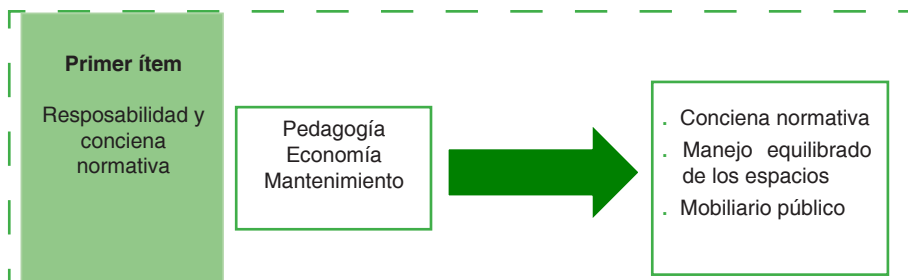 Primer ítem
Resposabilidad y
conciena
normativa
Pedagogía
Economía
Mantenimiento
. Conciena normativa
. Manejo equilibrado
de los espacios
. Mobiliario público